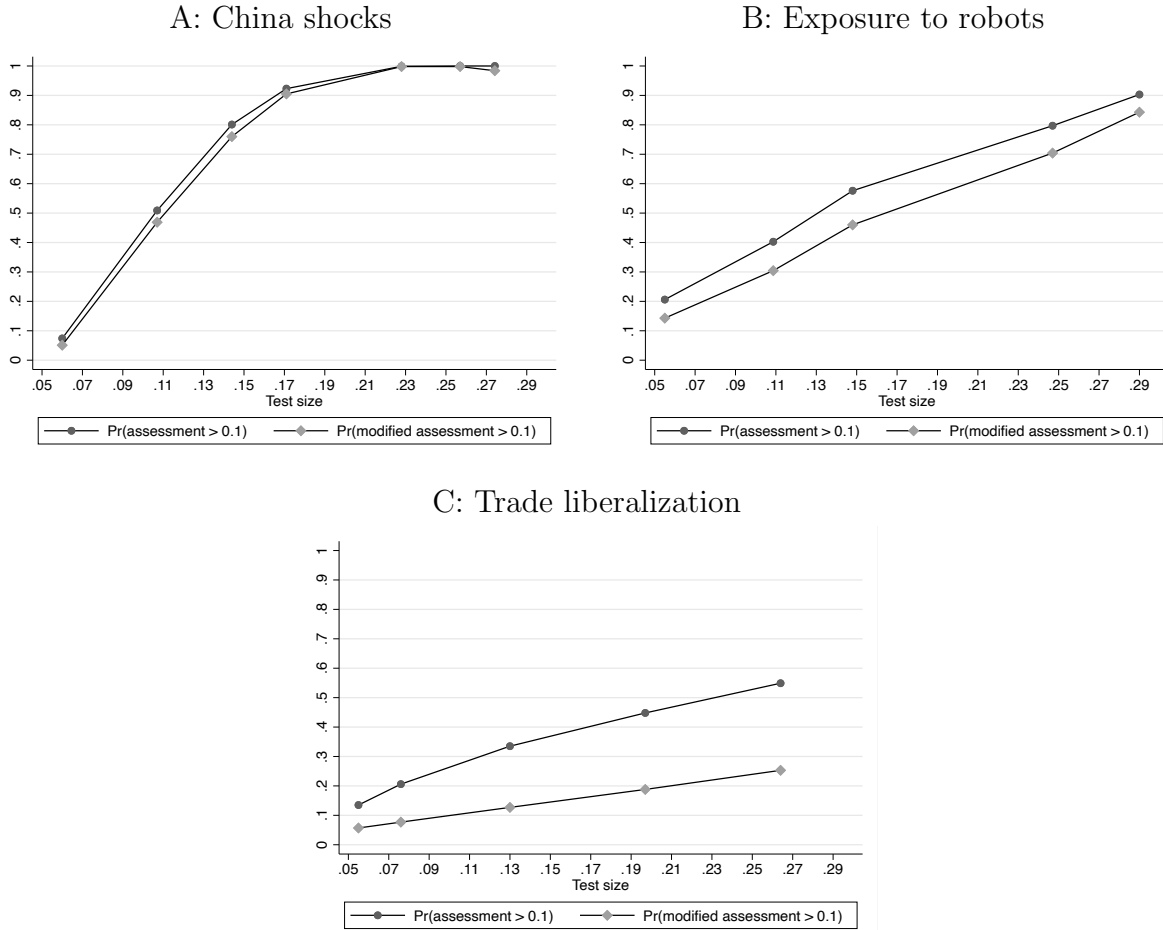 A: China shocks
0 .1 .2 .3 .4 .5 .6 .7 .8 .9 1
.05 .07 .09 .11 .13 .15 .17 .19 .21 .23 .25 .27 .29
Test size
Pr(assessment > 0.1) Pr(modified assessment > 0.1)
B: Exposure to robots
0 .1 .2 .3 .4 .5 .6 .7 .8 .9 1
.05 .07 .09 .11 .13 .15 .17 .19 .21 .23 .25 .27 .29
Test size
Pr(assessment > 0.1) Pr(modified assessment > 0.1)
C: Trade liberalization
0 .1 .2 .3 .4 .5 .6 .7 .8 .9 1
.05 .07 .09 .11 .13 .15 .17 .19 .21 .23 .25 .27 .29
Test size
Pr(assessment > 0.1) Pr(modified assessment > 0.1)